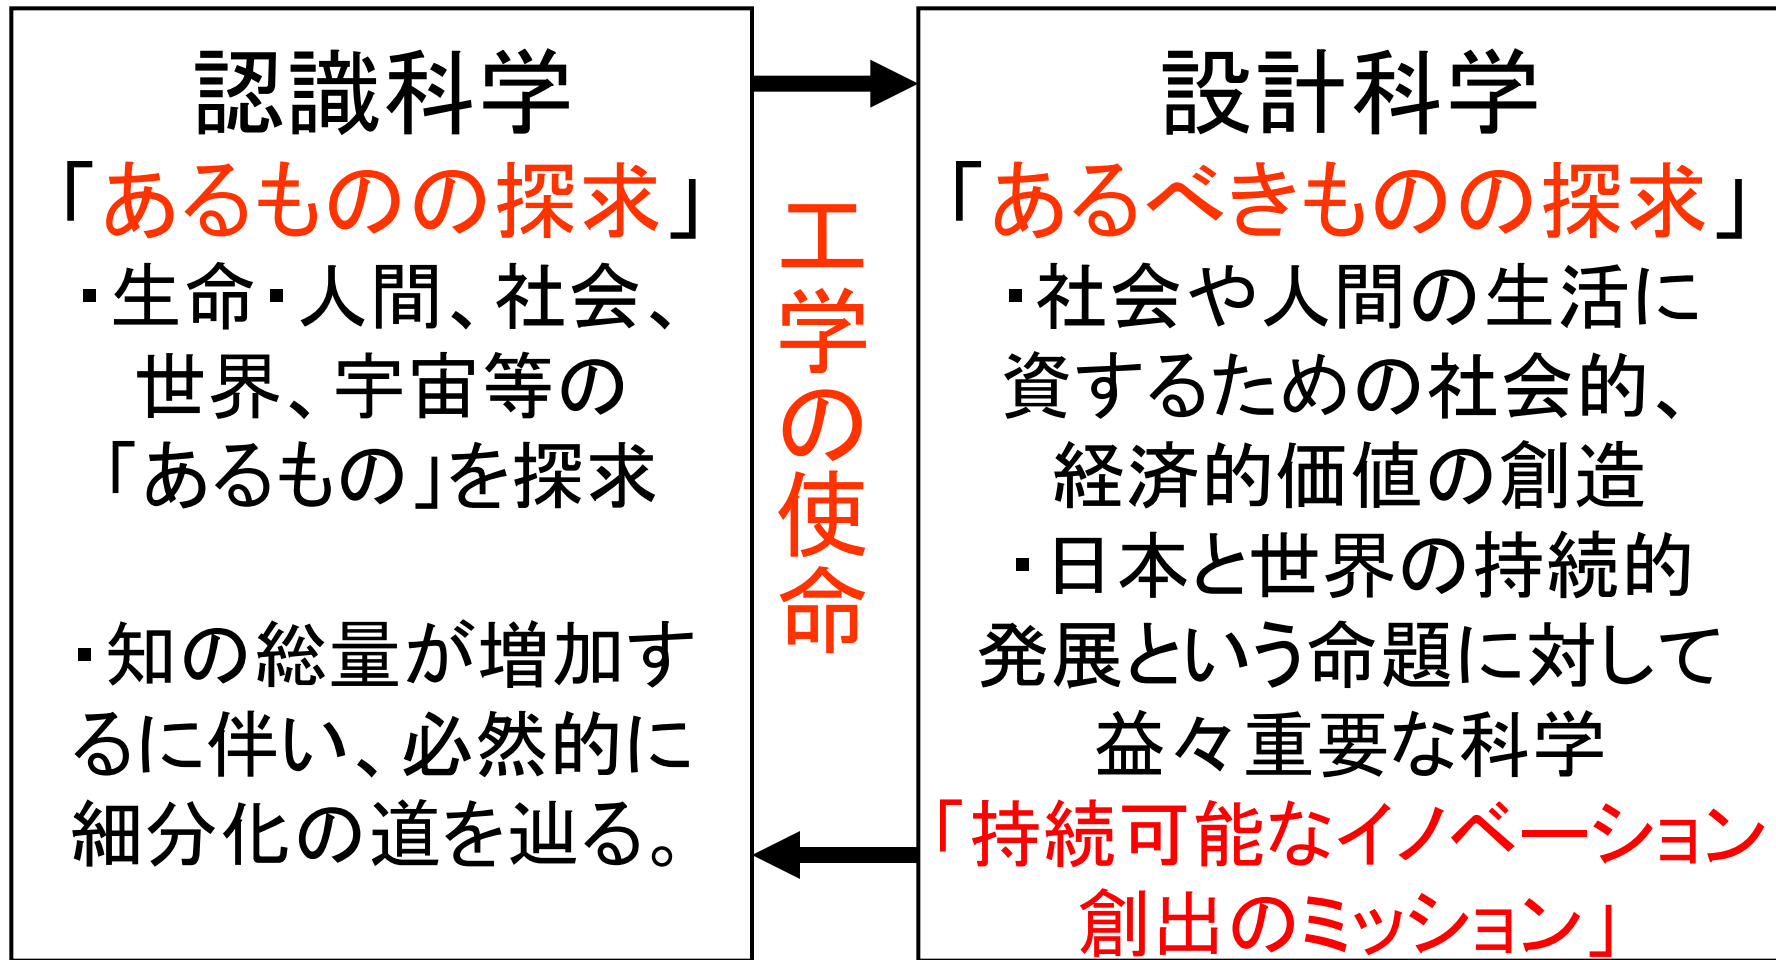 認識科学
「あるものの探求」
・生命・人間、社会、
世界、宇宙等の
「あるもの」を探求
・知の総量が増加す
るに伴い、必然的に
細分化の道を辿る。
工学の使命
設計科学
「あるべきものの探求」
・社会や人間の生活に
資するための社会的、
経済的価値の創造
・日本と世界の持続的
発展という命題に対して
益々重要な科学
「持続可能なイノベーション
創出のミッション」